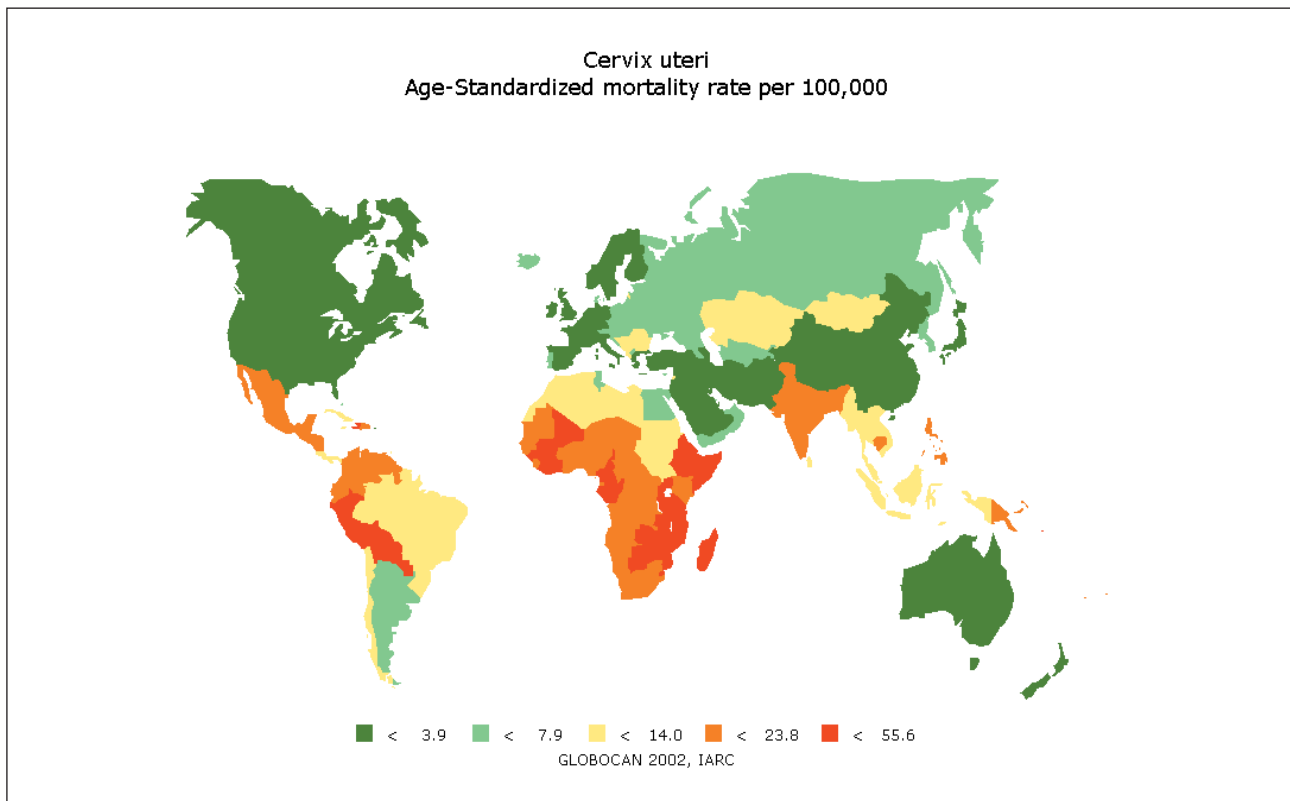 Cervix uteri
Age-Standardized mortality rate per 100,000
< 3.9 < 7.9 < 14.0 < 23.8 < 55.6
GLOBOCAN 2002, IARC